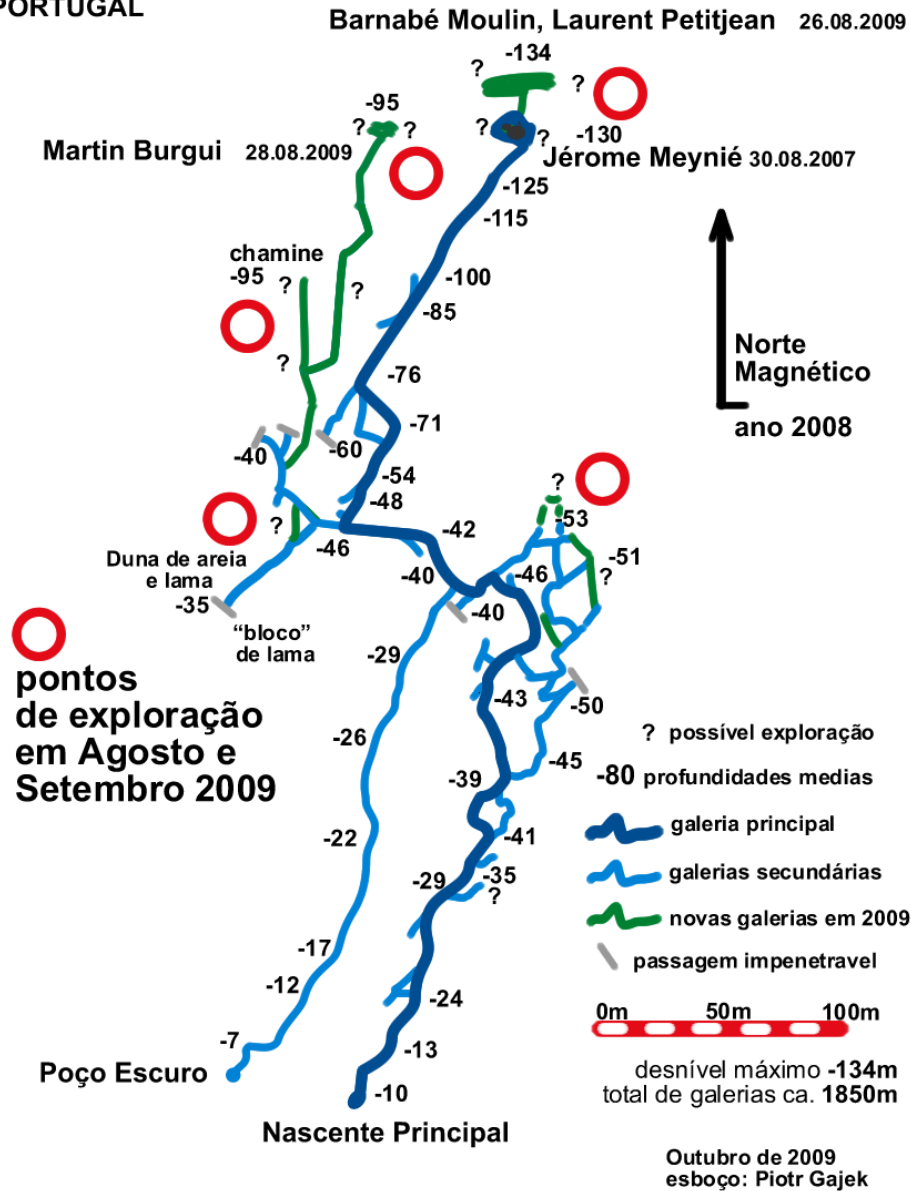 PORTUGAL
Barnabé Moulin, Laurent Petitjean 26.08.2009
-134
?
?
-95
?
?
?
?
-130
Martin Burgui 28.08.2009
Jérome Meynié 30.08.2007
-125
-115
chamine
-95
?
?
-100
-85
?
-76
Norte
Magnético
ano 2008
-71
-60
-40
-54
-48
?
-53
?
-46
-42
-51
?
Duna de areia
e lama
-35
-40
-46
-40
"bloco"
de lama
-29
-43
-50
pontos
de exploração
em Agosto e
Setembro 2009
-26
-45
-39
? possível exploração
-80 profundidades medias
galeria principal
galerias secundárias
novas galerias em 2009
passagem impenetravel
-22
-41
-35
?
-29
-17
-12
-24
0m 50m 100m
-7
-13
Poço Escuro
-10
desnível máximo -134m
total de galerias ca. 1850m
Nascente Principal
Outubro de 2009
esboço: Piotr Gajek